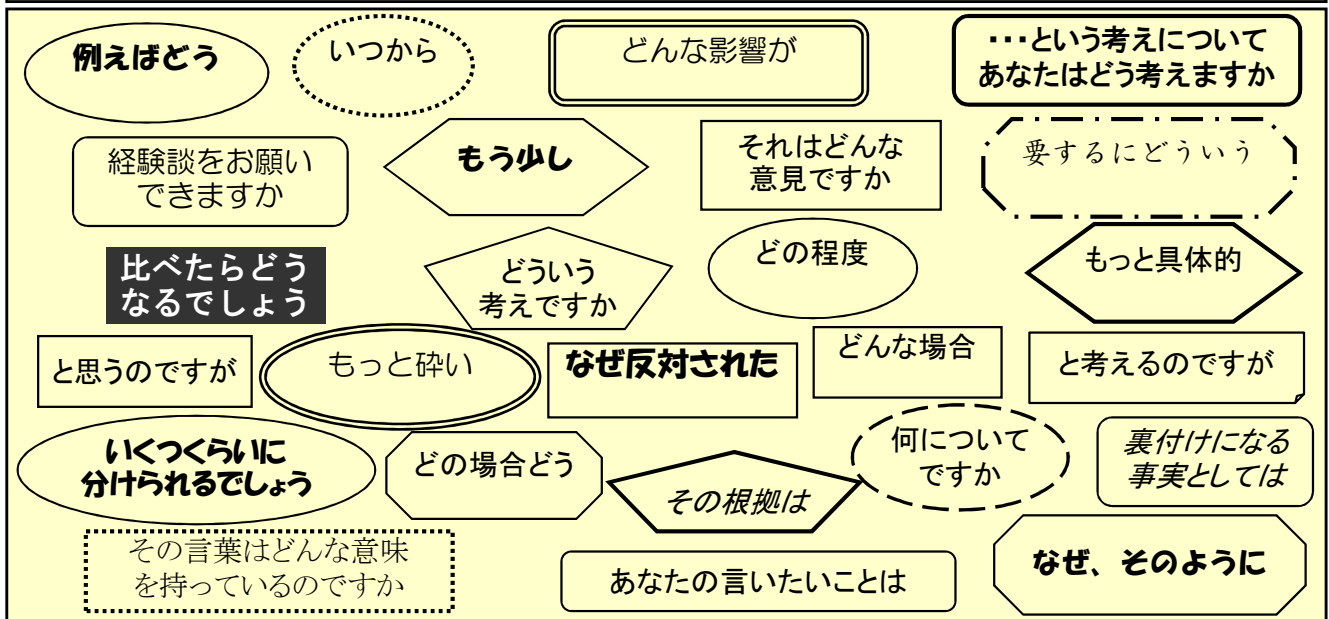 例えばどう
いつから
どんな影響が
・・・という考えについて
あなたはどう考えますか
経験談をお願い
できますか
もう少し
それはどんな
意見ですか
要するにどういう
比べたらどう
なるでしょう
どういう
考えですか
どの程度
もっと具体的
と思うのですが
もっと砕い
なぜ反対された
どんな場合
と考えるのですが
いくつくらいに
分けられるでしょう
どの場合どう
その根拠は
何について
ですか
裏付けになる
事実としては
その言葉はどんな意味
を持っているのですか
あなたの言いたいことは
なぜ、そのように